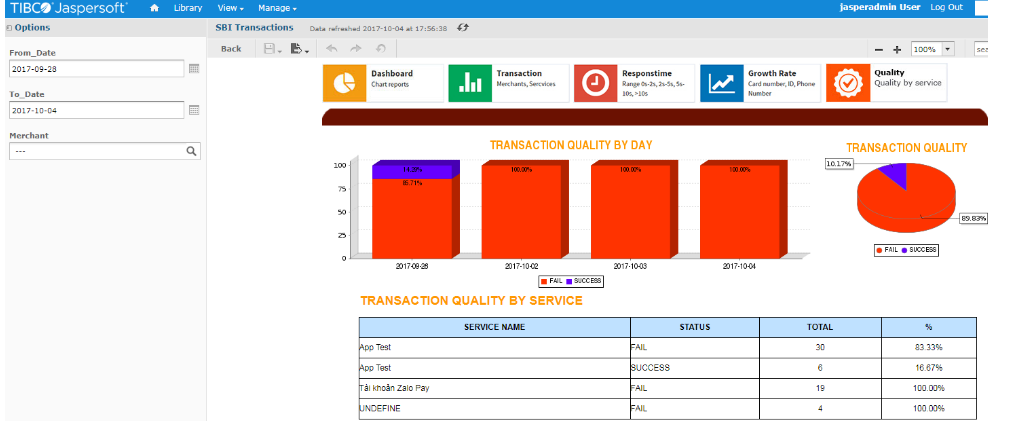 TIBCO Jaspersoft Library View Manage jasperadmin User Log Out
Options
SBI Transactions Data refreshed 2017-10-04 at 17:56:38
Back 100% sea
From_Date
2017-09-28
To_Date
2017-10-04
Merchant
---
Dashboard
Chart reports
Transaction
Merchants, Sercvices
Responstime
Range 0s-2s, 2s-5s, 5s-
10s, >10s
Growth Rate
Card number, ID, Phone
Number
Quality
Quality by service
TRANSACTION QUALITY BY DAY
100
75
50
25
0
85.71%
100.00%
100.00%
100.00%
2017-09-28
2017-10-02
2017-10-03
2017-10-04
FAIL SUCCESS
TRANSACTION QUALITY
10.17%
89.83%
FAIL SUCCESS
TRANSACTION QUALITY BY SERVICE
SERVICE NAME STATUS TOTAL %
App Test FAIL 30 83.33%
App Test SUCCESS 6 16.67%
Tài khoản Zalo Pay FAIL 19 100.00%
UNDEFINE FAIL 4 100.00%